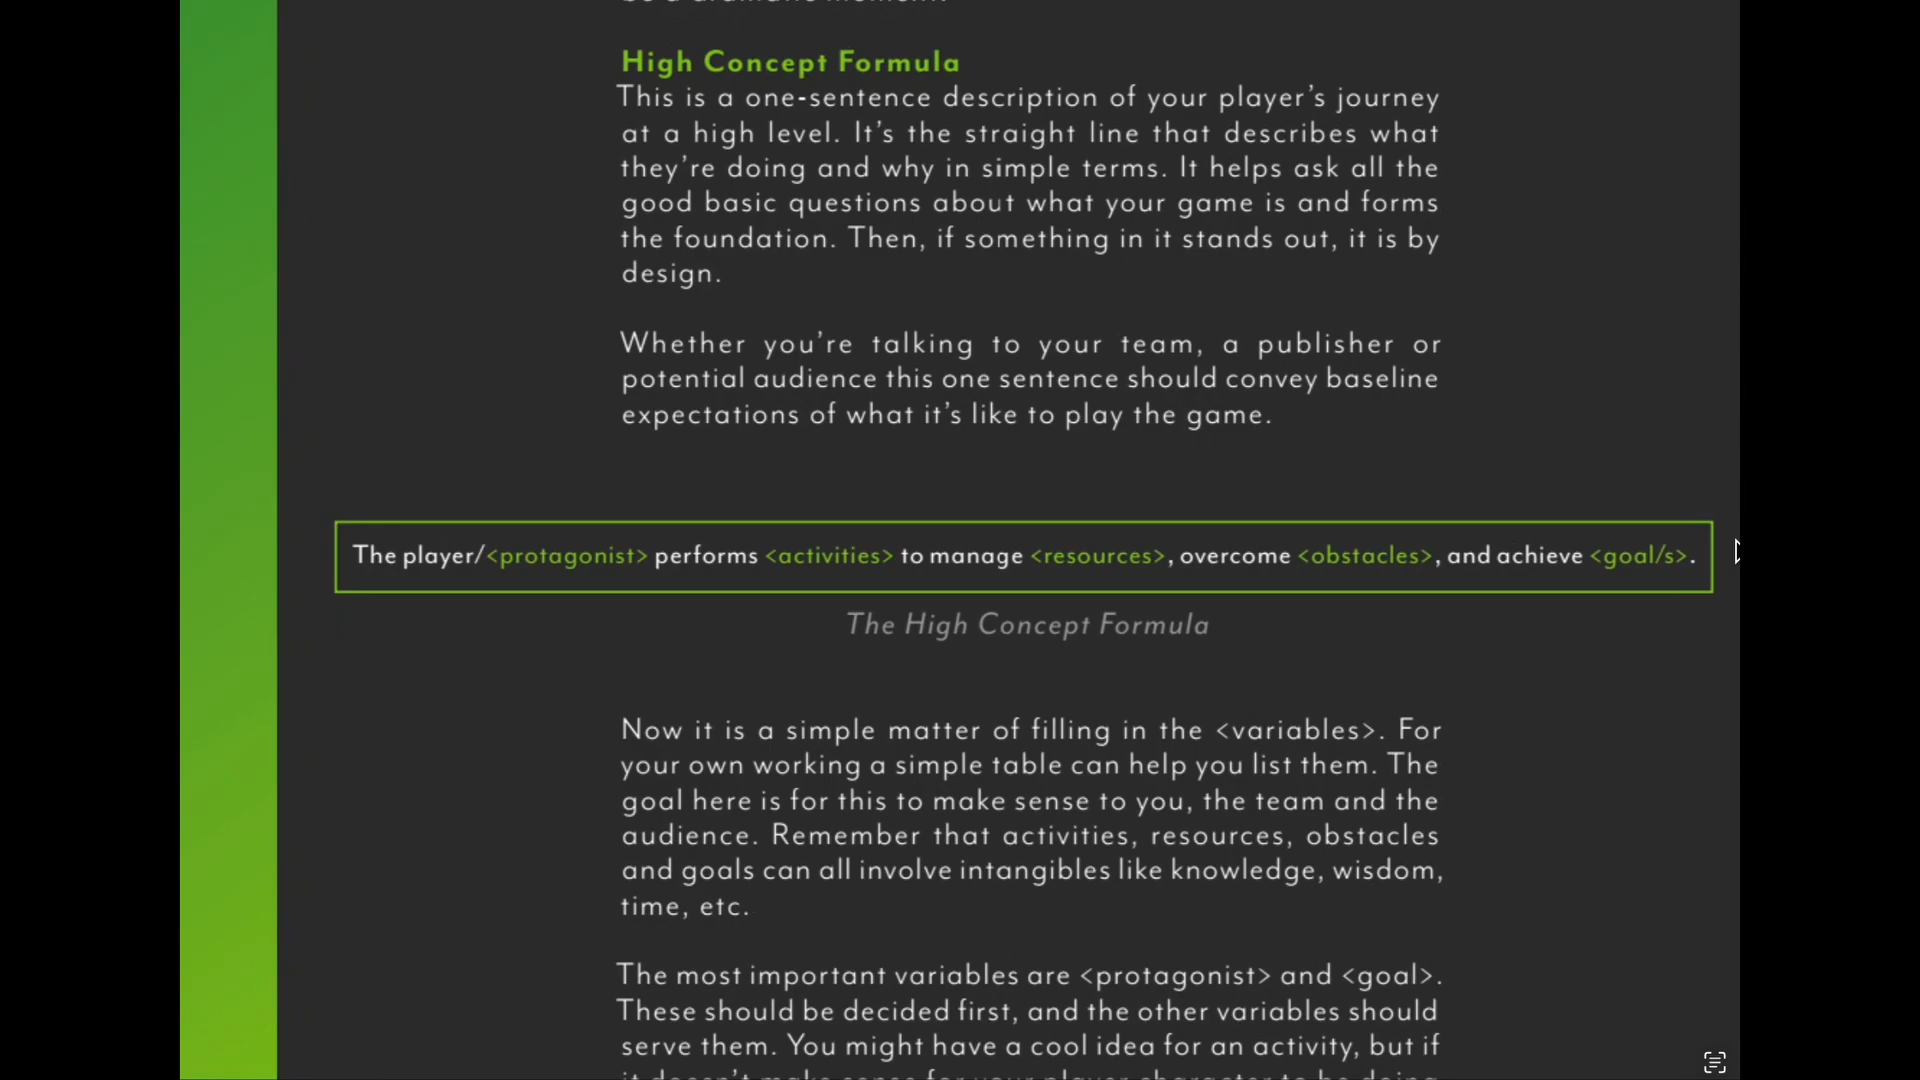 High Concept Formula
This is a one-sentence description of your player’s journey
at a high level. It’s the straight line that describes what
they’re doing and why in simple terms. It helps ask all the
good basic questions about what your game is and forms
the foundation. Then, if something in it stands out, it is by
design.
Whether you’re talking to your team, a publisher or
potential audience this one sentence should convey baseline
expectations of what it’s like to play the game.
The player/<protagonist> performs <activities> to manage <resources>, overcome <obstacles>, and achieve <goal/s>.
The High Concept Formula
Now it is a simple matter of filling in the <variables>. For
your own working a simple table can help you list them. The
goal here is for this to make sense to you, the team and the
audience. Remember that activities, resources, obstacles
and goals can all involve intangibles like knowledge, wisdom,
time, etc.
The most important variables are <protagonist> and <goal>.
These should be decided first, and the other variables should
serve them. You might have a cool idea for an activity, but if